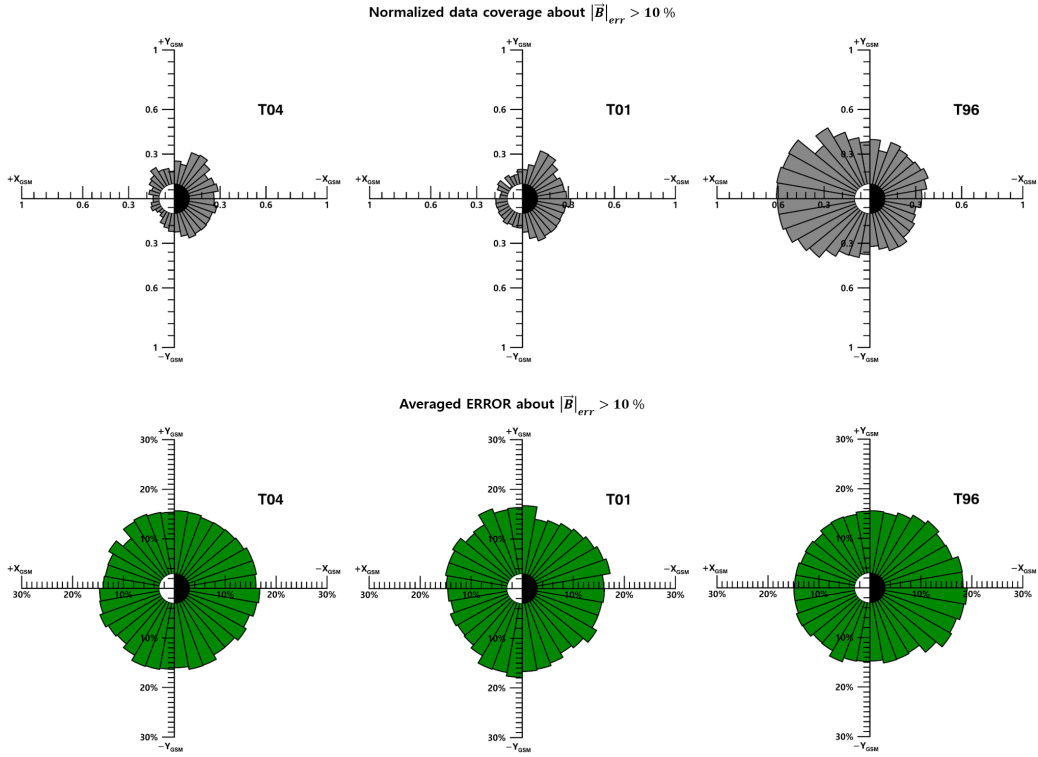 Normalized data coverage about |B⃗|err > 10 %
+YGSM +YGSM +YGSM
1 1 1
T04 T01 T96
0.6 0.6 0.6
0.3 0.3 0.3
+XGSM −XGSM +XGSM −XGSM +XGSM −XGSM
1 0.6 0.3 0.3 0.6 1 1 0.6 0.3 0.3 0.6 1 1 0.6 0.3 0.3 0.6 1
0.3 0.3 0.3
0.6 0.6 0.6
1 1 1
−YGSM −YGSM −YGSM
Averaged ERROR about |B⃗|err > 10 %
+YGSM +YGSM +YGSM
30% 30% 30%
T04 T01 T96
20% 20% 20%
10% 10% 10%
+XGSM −XGSM +XGSM −XGSM +XGSM −XGSM
30% 20% 10% 10% 20% 30% 30% 20% 10% 10% 20% 30% 30% 20% 10% 10% 20% 30%
10% 10% 10%
20% 20% 20%
30% 30% 30%
−YGSM −YGSM −YGSM